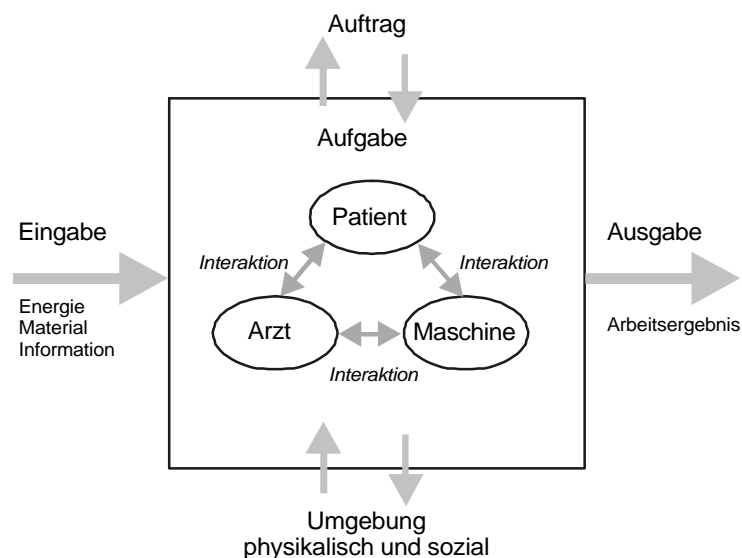 Auftrag
Aufgabe
Patient
Eingabe
Ausgabe
Interaktion
Interaktion
Energie
Material
Information
Arzt
Maschine
Arbeitsergebnis
Interaktion
Umgebung
physikalisch und sozial